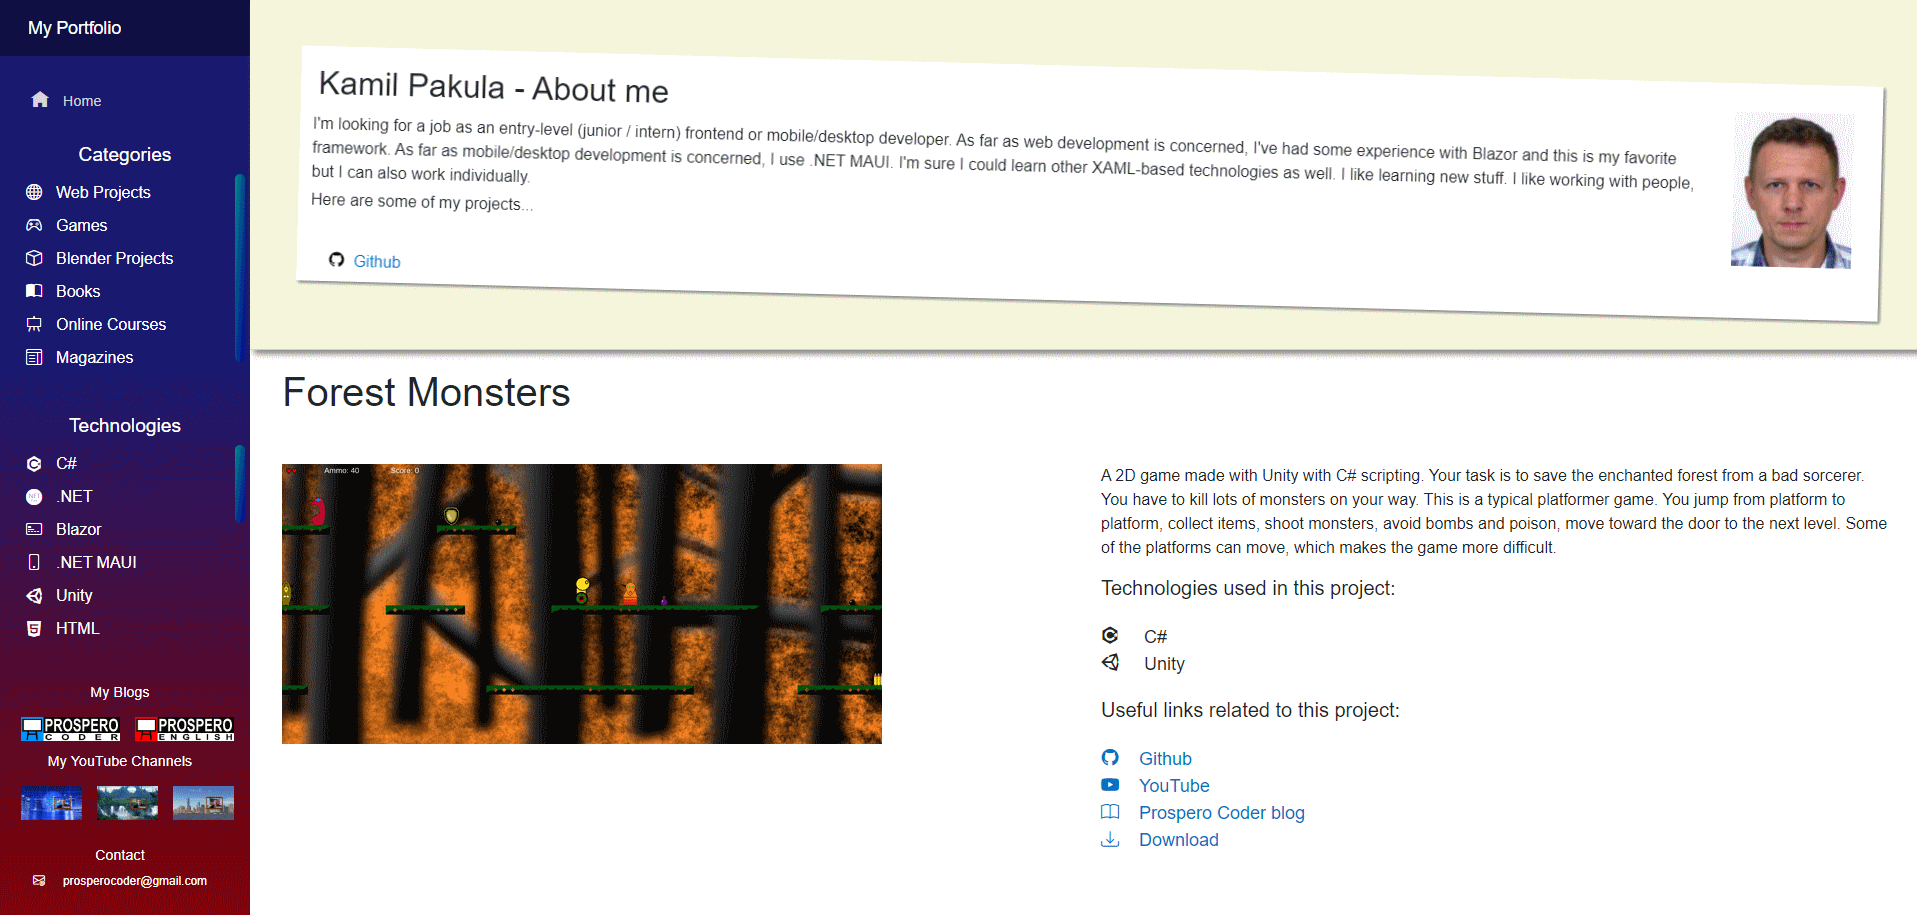 My Portfolio
Home
Categories
Web Projects
Games
Blender Projects
Books
Online Courses
Magazines
Technologies
C#
.NET
Blazor
.NET MAUI
Unity
HTML
My Blogs
PROSPERO
CODER
PROSPERO
ENGLISH
My YouTube Channels
Contact
prosperocoder@gmail.com
Kamil Pakula - About me
I'm looking for a job as an entry-level (junior / intern) frontend or mobile/desktop developer. As far as web development is concerned, I've had some experience with Blazor and this is my favorite
framework. As far as mobile/desktop development is concerned, I use .NET MAUI. I'm sure I could learn other XAML-based technologies as well. I like learning new stuff. I like working with people,
but I can also work individually.
Here are some of my projects...
Github
Forest Monsters
Ammo: 40
Score: 0
A 2D game made with Unity with C# scripting. Your task is to save the enchanted forest from a bad sorcerer.
You have to kill lots of monsters on your way. This is a typical platformer game. You jump from platform to
platform, collect items, shoot monsters, avoid bombs and poison, move toward the door to the next level. Some
of the platforms can move, which makes the game more difficult.
Technologies used in this project:
C#
Unity
Useful links related to this project:
Github
YouTube
Prospero Coder blog
Download